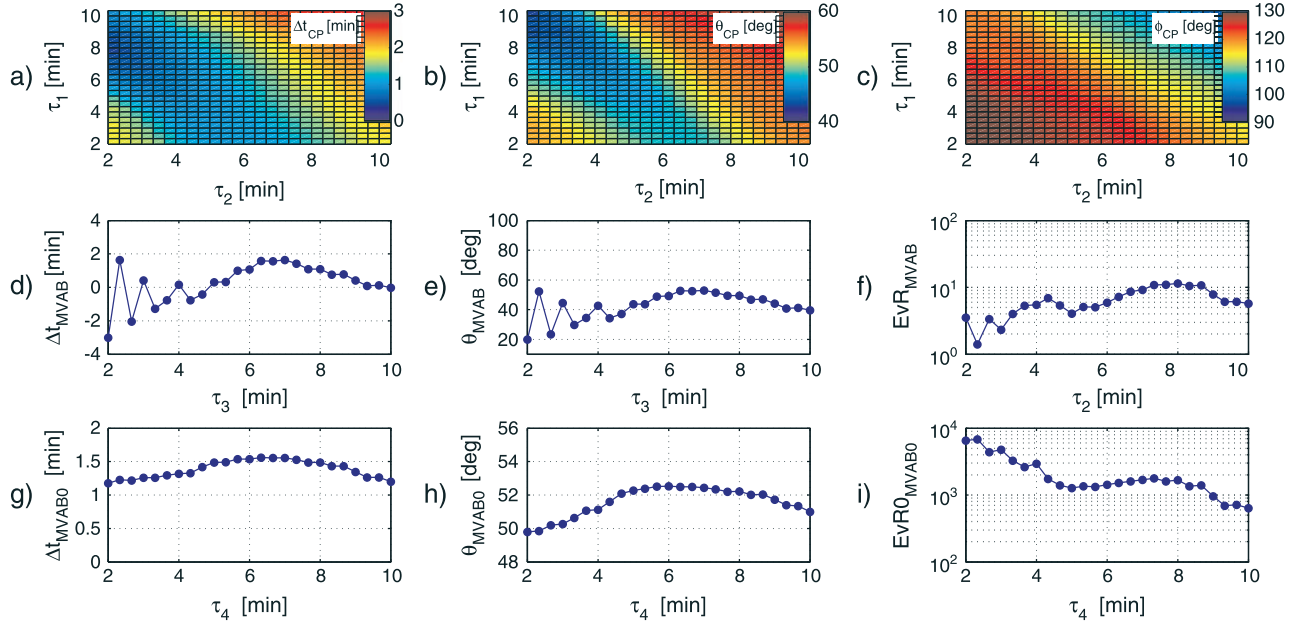 a)
τ1 [min]
10
8
6
4
2
Δt_CP [min]
3
2
1
0
2 4 6 8 10
τ2 [min]
b)
τ1 [min]
10
8
6
4
2
θ_CP [deg]
60
50
40
2 4 6 8 10
τ2 [min]
c)
τ1 [min]
10
8
6
4
2
ϕ_CP [deg]
130
120
110
100
90
2 4 6 8 10
τ2 [min]
d)
Δt_MVAB [min]
4
2
0
-2
-4
2 4 6 8 10
τ3 [min]
e)
θ_MVAB [deg]
100
80
60
40
20
2 4 6 8 10
τ3 [min]
f)
EvR_MVAB
10^2
10^1
10^0
2 4 6 8 10
τ2 [min]
g)
Δt_MVAB0 [min]
2
1.5
1
0.5
0
2 4 6 8 10
τ4 [min]
h)
θ_MVAB0 [deg]
56
54
52
50
48
2 4 6 8 10
τ4 [min]
i)
EvR0_MVAB0
10^4
10^3
10^2
2 4 6 8 10
τ4 [min]